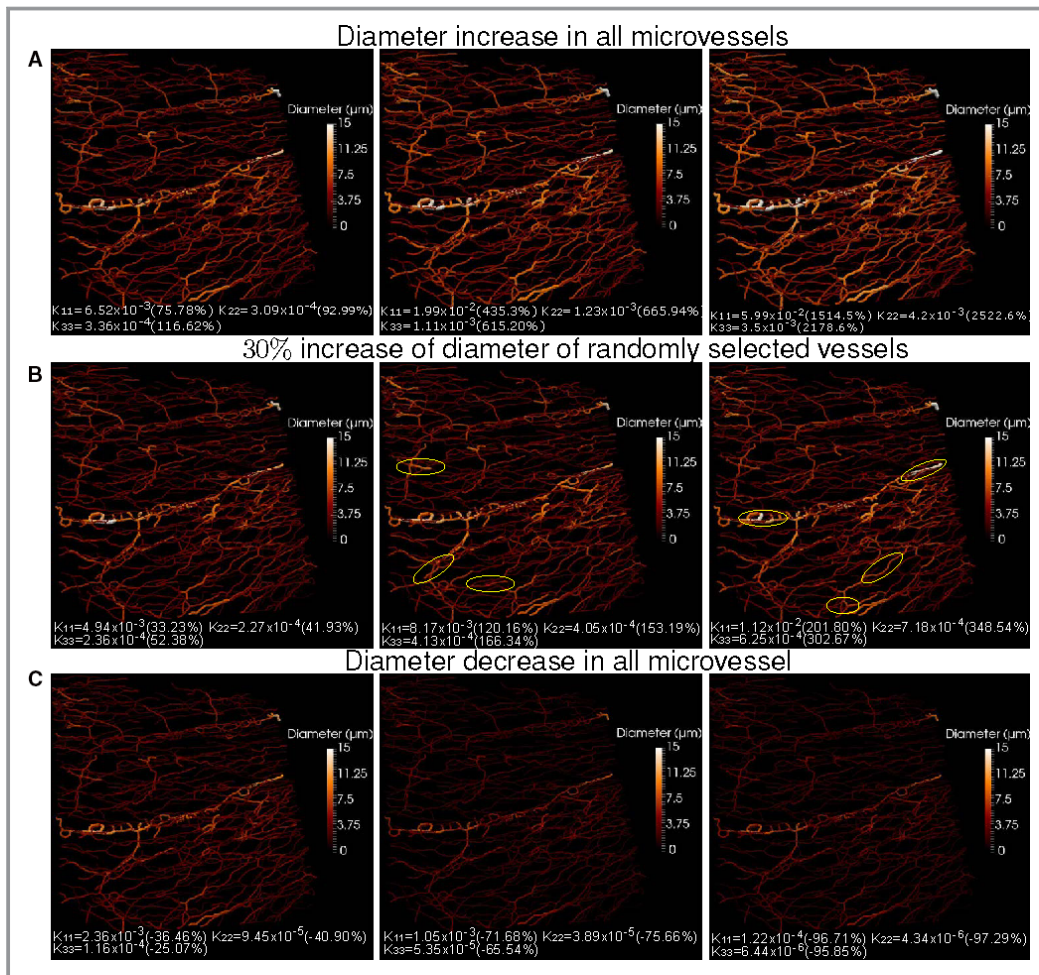 Diameter increase in all microvessels
A
Diameter (μm)
15
11.25
7.5
3.75
0
K11=6.52x10-3(75.78%) K22=3.09x10-4(92.99%)
K33=3.36x10-4(116.62%)
Diameter (μm)
15
11.25
7.5
3.75
0
K11=1.99x10-2(435.3%) K22=1.23x10-3(665.94%)
K33=1.11x10-3(615.20%)
Diameter (μm)
15
11.25
7.5
3.75
0
K11=5.99x10-2(1514.5%) K22=4.2x10-3(2522.6%)
K33=3.5x10-3(2178.6%)
30% increase of diameter of randomly selected vessels
B
Diameter (μm)
15
11.25
7.5
3.75
0
K11=4.94x10-3(33.23%) K22=2.27x10-4(41.93%)
K33=2.36x10-4(52.38%)
Diameter (μm)
15
11.25
7.5
3.75
0
K11=8.17x10-3(120.16%) K22=4.05x10-4(153.19%)
K33=4.13x10-4(166.34%)
Diameter (μm)
15
11.25
7.5
3.75
0
K11=1.12x10-2(201.80%) K22=7.18x10-4(348.54%)
K33=6.25x10-4(302.67%)
Diameter decrease in all microvessel
C
Diameter (μm)
15
11.25
7.5
3.75
0
K11=2.36x10-3(-36.46%) K22=9.45x10-5(-40.90%)
K33=1.16x10-4(-25.07%)
Diameter (μm)
15
11.25
7.5
3.75
0
K11=1.05x10-3(-71.68%) K22=3.89x10-5(-75.66%)
K33=5.35x10-5(-65.54%)
Diameter (μm)
15
11.25
7.5
3.75
0
K11=1.22x10-4(-96.71%) K22=4.34x10-6(-97.29%)
K33=6.44x10-6(-95.85%)